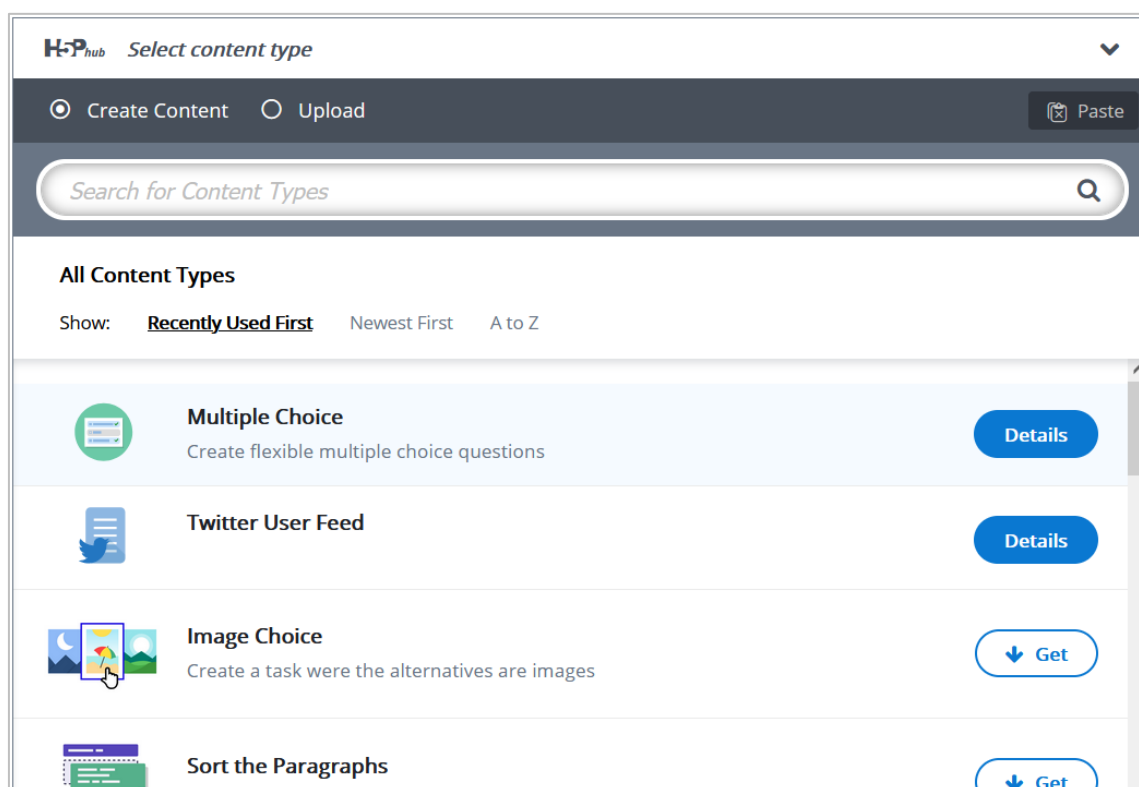 H5P hub Select content type
Create Content Upload Paste
Search for Content Types
All Content Types
Show: Recently Used First Newest First A to Z
Multiple Choice
Create flexible multiple choice questions
Details
Twitter User Feed
Details
Image Choice
Create a task were the alternatives are images
Get
Sort the Paragraphs
Get